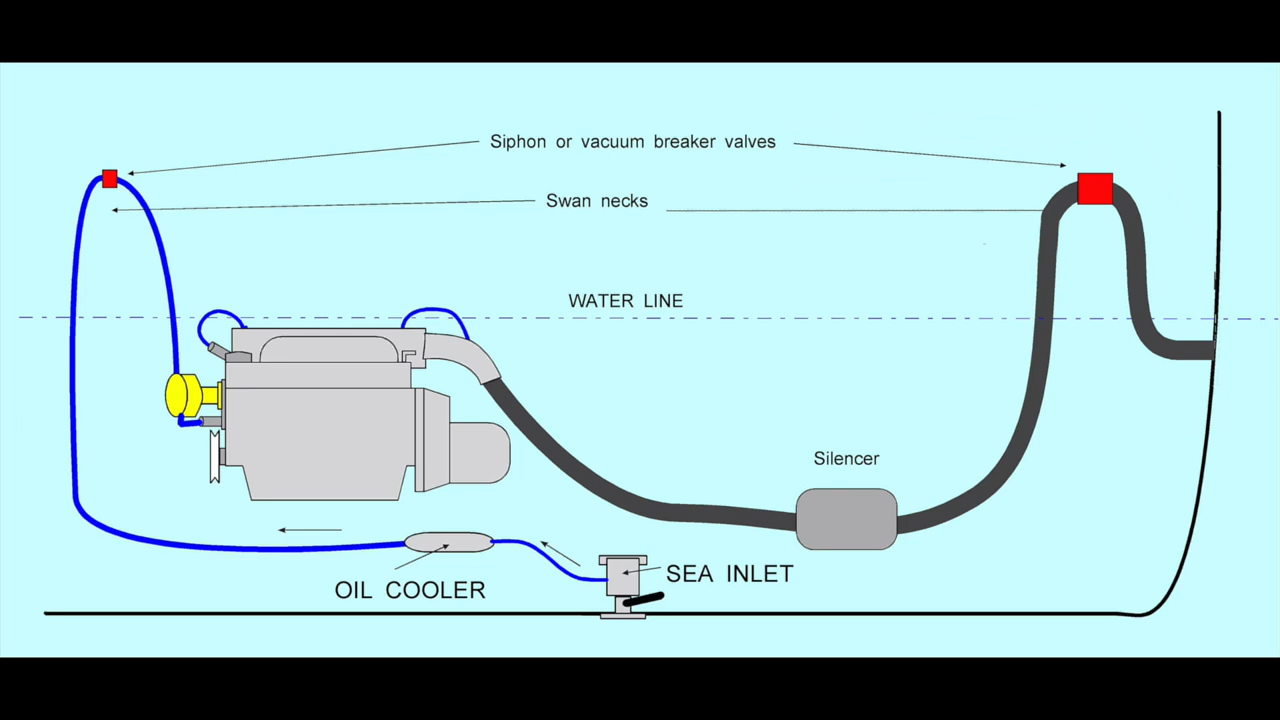 Siphon or vacuum breaker valves
Swan necks
WATER LINE
Silencer
SEA INLET
OIL COOLER